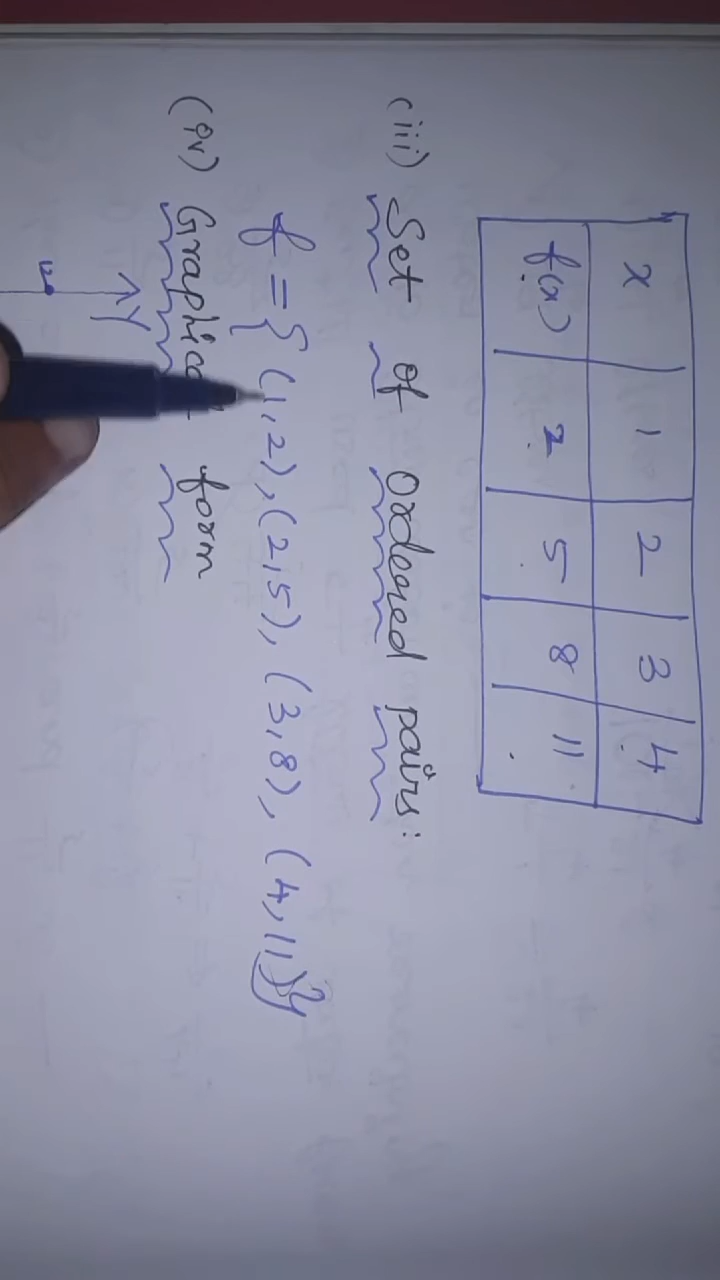 x 1 2 3 4
f(x) 2 5 8 11
(iii) Set of Ordered pairs:
f = {(1,2), (2,5), (3,8), (4,11)}
(iv) Graphical form
Y